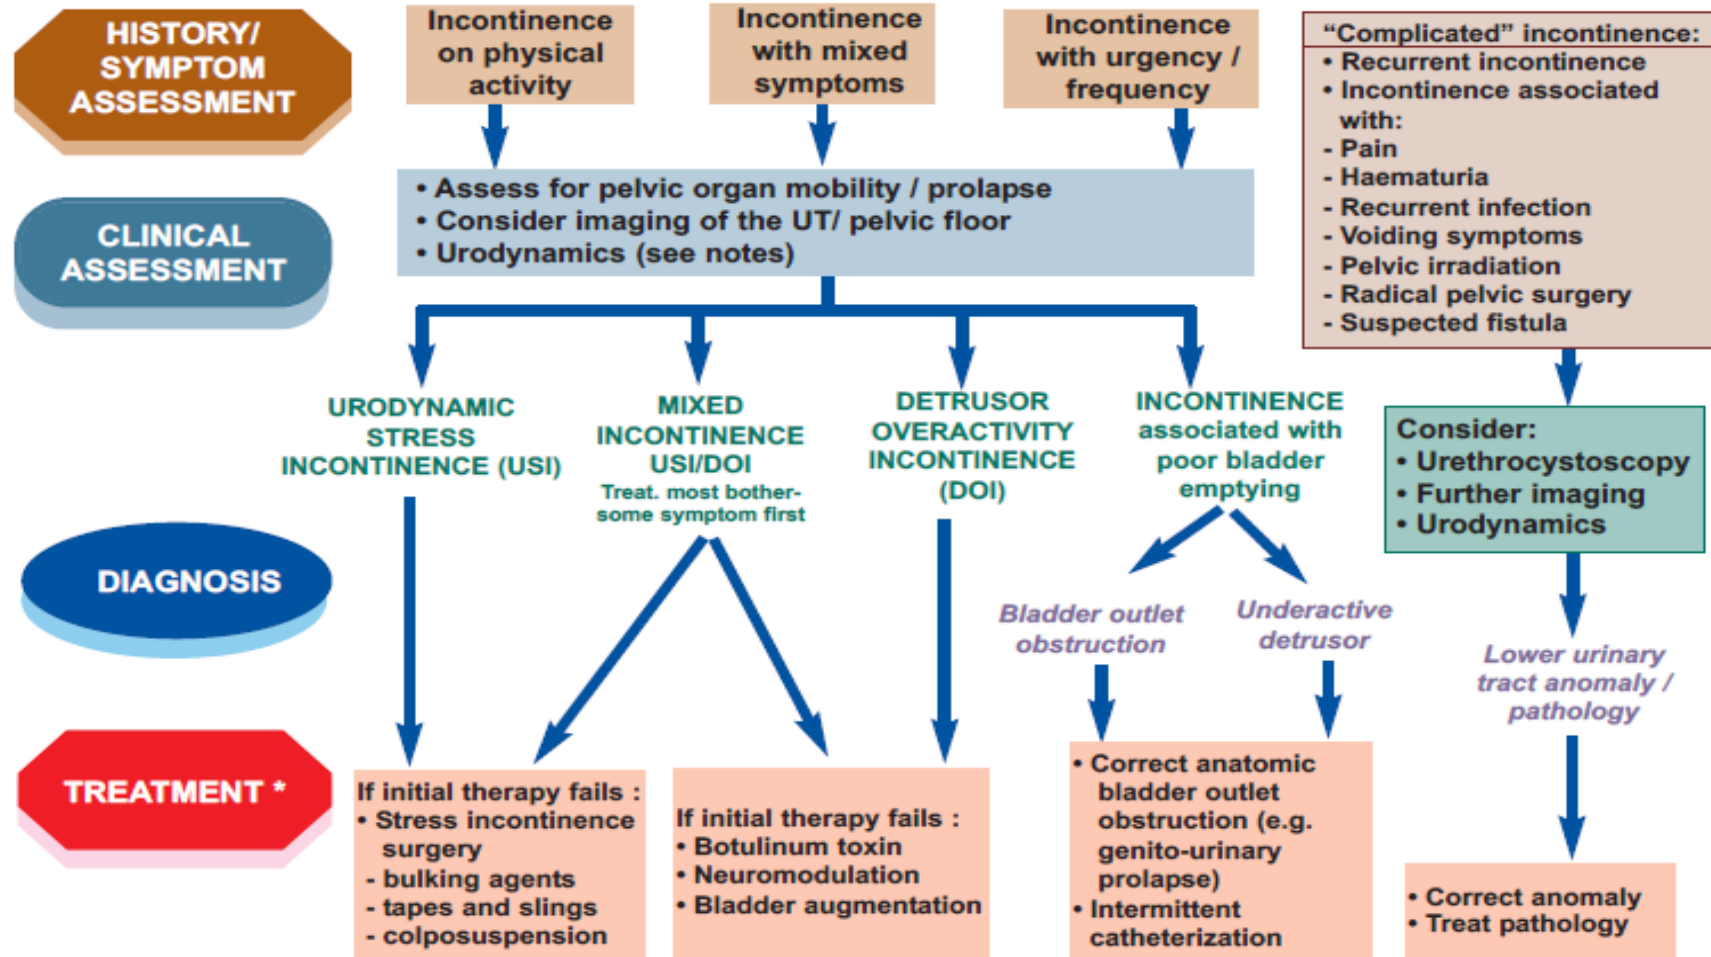 HISTORY/
SYMPTOM
ASSESSMENT
Incontinence
on physical
activity
Incontinence
with mixed
symptoms
Incontinence
with urgency /
frequency
“Complicated” incontinence:
• Recurrent incontinence
• Incontinence associated
with:
- Pain
- Haematuria
- Recurrent infection
- Voiding symptoms
- Pelvic irradiation
- Radical pelvic surgery
- Suspected fistula
CLINICAL
ASSESSMENT
• Assess for pelvic organ mobility / prolapse
• Consider imaging of the UT/ pelvic floor
• Urodynamics (see notes)
URODYNAMIC
STRESS
INCONTINENCE (USI)
MIXED
INCONTINENCE
USI/DOI
Treat. most bother-
some symptom first
DETRUSOR
OVERACTIVITY
INCONTINENCE
(DOI)
INCONTINENCE
associated with
poor bladder
emptying
Consider:
• Urethrocystoscopy
• Further imaging
• Urodynamics
DIAGNOSIS
Bladder outlet
obstruction
Underactive
detrusor
Lower urinary
tract anomaly /
pathology
TREATMENT *
If initial therapy fails :
• Stress incontinence
surgery
- bulking agents
- tapes and slings
- colposuspension
If initial therapy fails :
• Botulinum toxin
• Neuromodulation
• Bladder augmentation
• Correct anatomic
bladder outlet
obstruction (e.g.
genito-urinary
prolapse)
• Intermittent
catheterization
• Correct anomaly
• Treat pathology